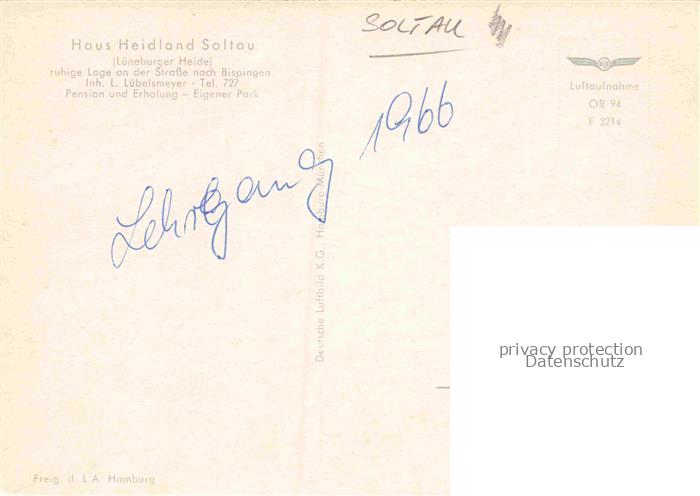 SOLTAU
Haus Heidland Soltau
(Lüneburger Heide)
ruhige Lage an der Straße nach Bispingen.
Inh. L. Lübelsmeyer - Tel. 727
Pension und Erholung – Eigener Park
Luftaufnahme
OR 94
F 3214
Lehrgang 1966
Deutsche Luftbild K.G., Hamburg-München
privacy protection
Datenschutz
Freig. d. L.A. Hamburg